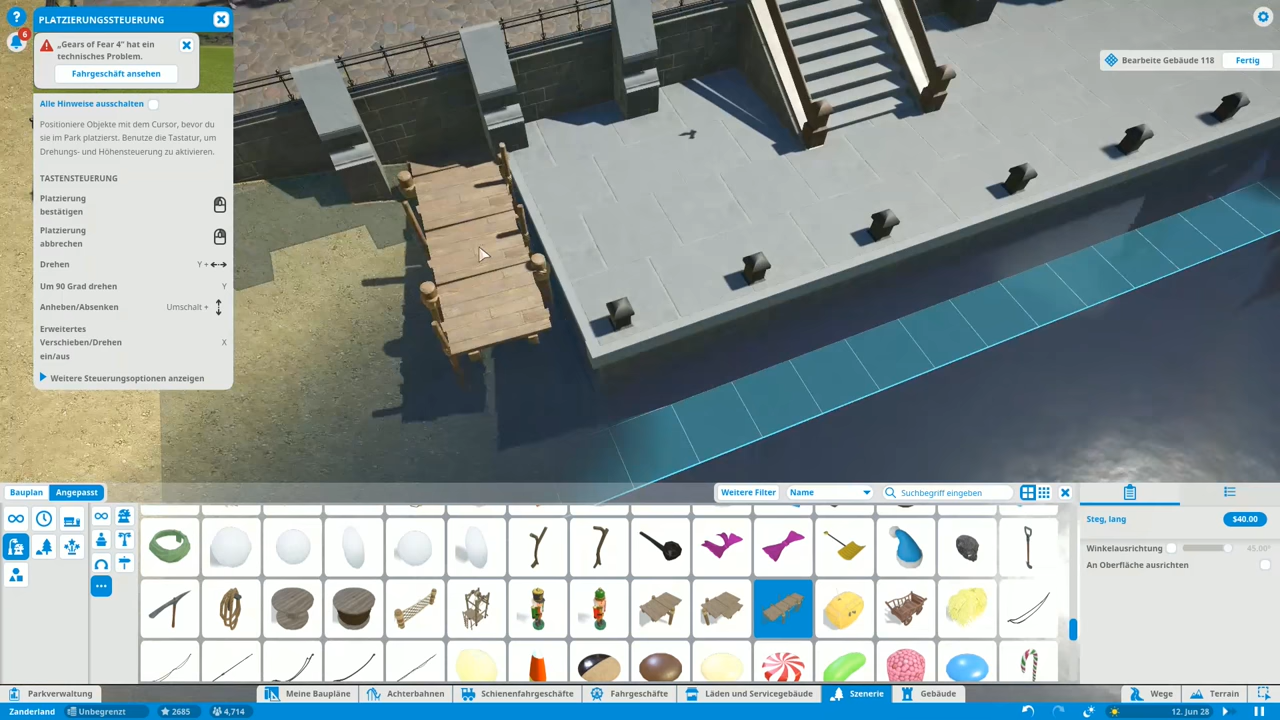 PLATZIERUNGSSTEUERUNG
6
„Gears of Fear 4“ hat ein
technisches Problem.
Fahrgeschäft ansehen
Alle Hinweise ausschalten
Positioniere Objekte mit dem Cursor, bevor du
sie im Park platzierst. Benutze die Tastatur, um
Drehungs- und Höhensteuerung zu aktivieren.
TASTENSTEUERUNG
Platzierung
bestätigen
Platzierung
abbrechen
Drehen Y +
Um 90 Grad drehen Y
Anheben/Absenken Umschalt +
Erweitertes
Verschieben/Drehen X
ein/aus
Weitere Steuerungsoptionen anzeigen
Bearbeite Gebäude 118 Fertig
Bauplan Angepasst
Weitere Filter Name Suchbegriff eingeben
Steg, lang $40.00
Winkelausrichtung 45.00°
An Oberfläche ausrichten
Parkverwaltung Meine Baupläne Achterbahnen Schienenfahrgeschäfte Fahrgeschäfte Läden und Servicegebäude Szenerie Gebäude Wege Terrain
Zanderland Unbegrenzt 2685 4,714 12. Jun 28